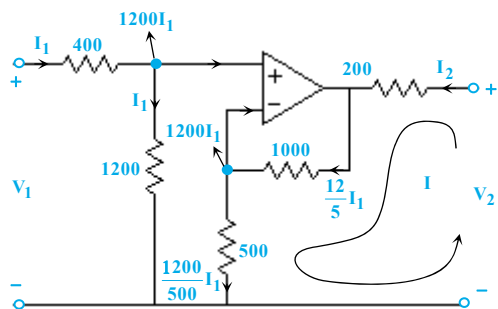 1200I₁
I₁
400
+
I₁
1200
V₁
−
+
−
200
I₂
+
1200I₁
1000
12/5 I₁
I
V₂
500
1200/500 I₁
−